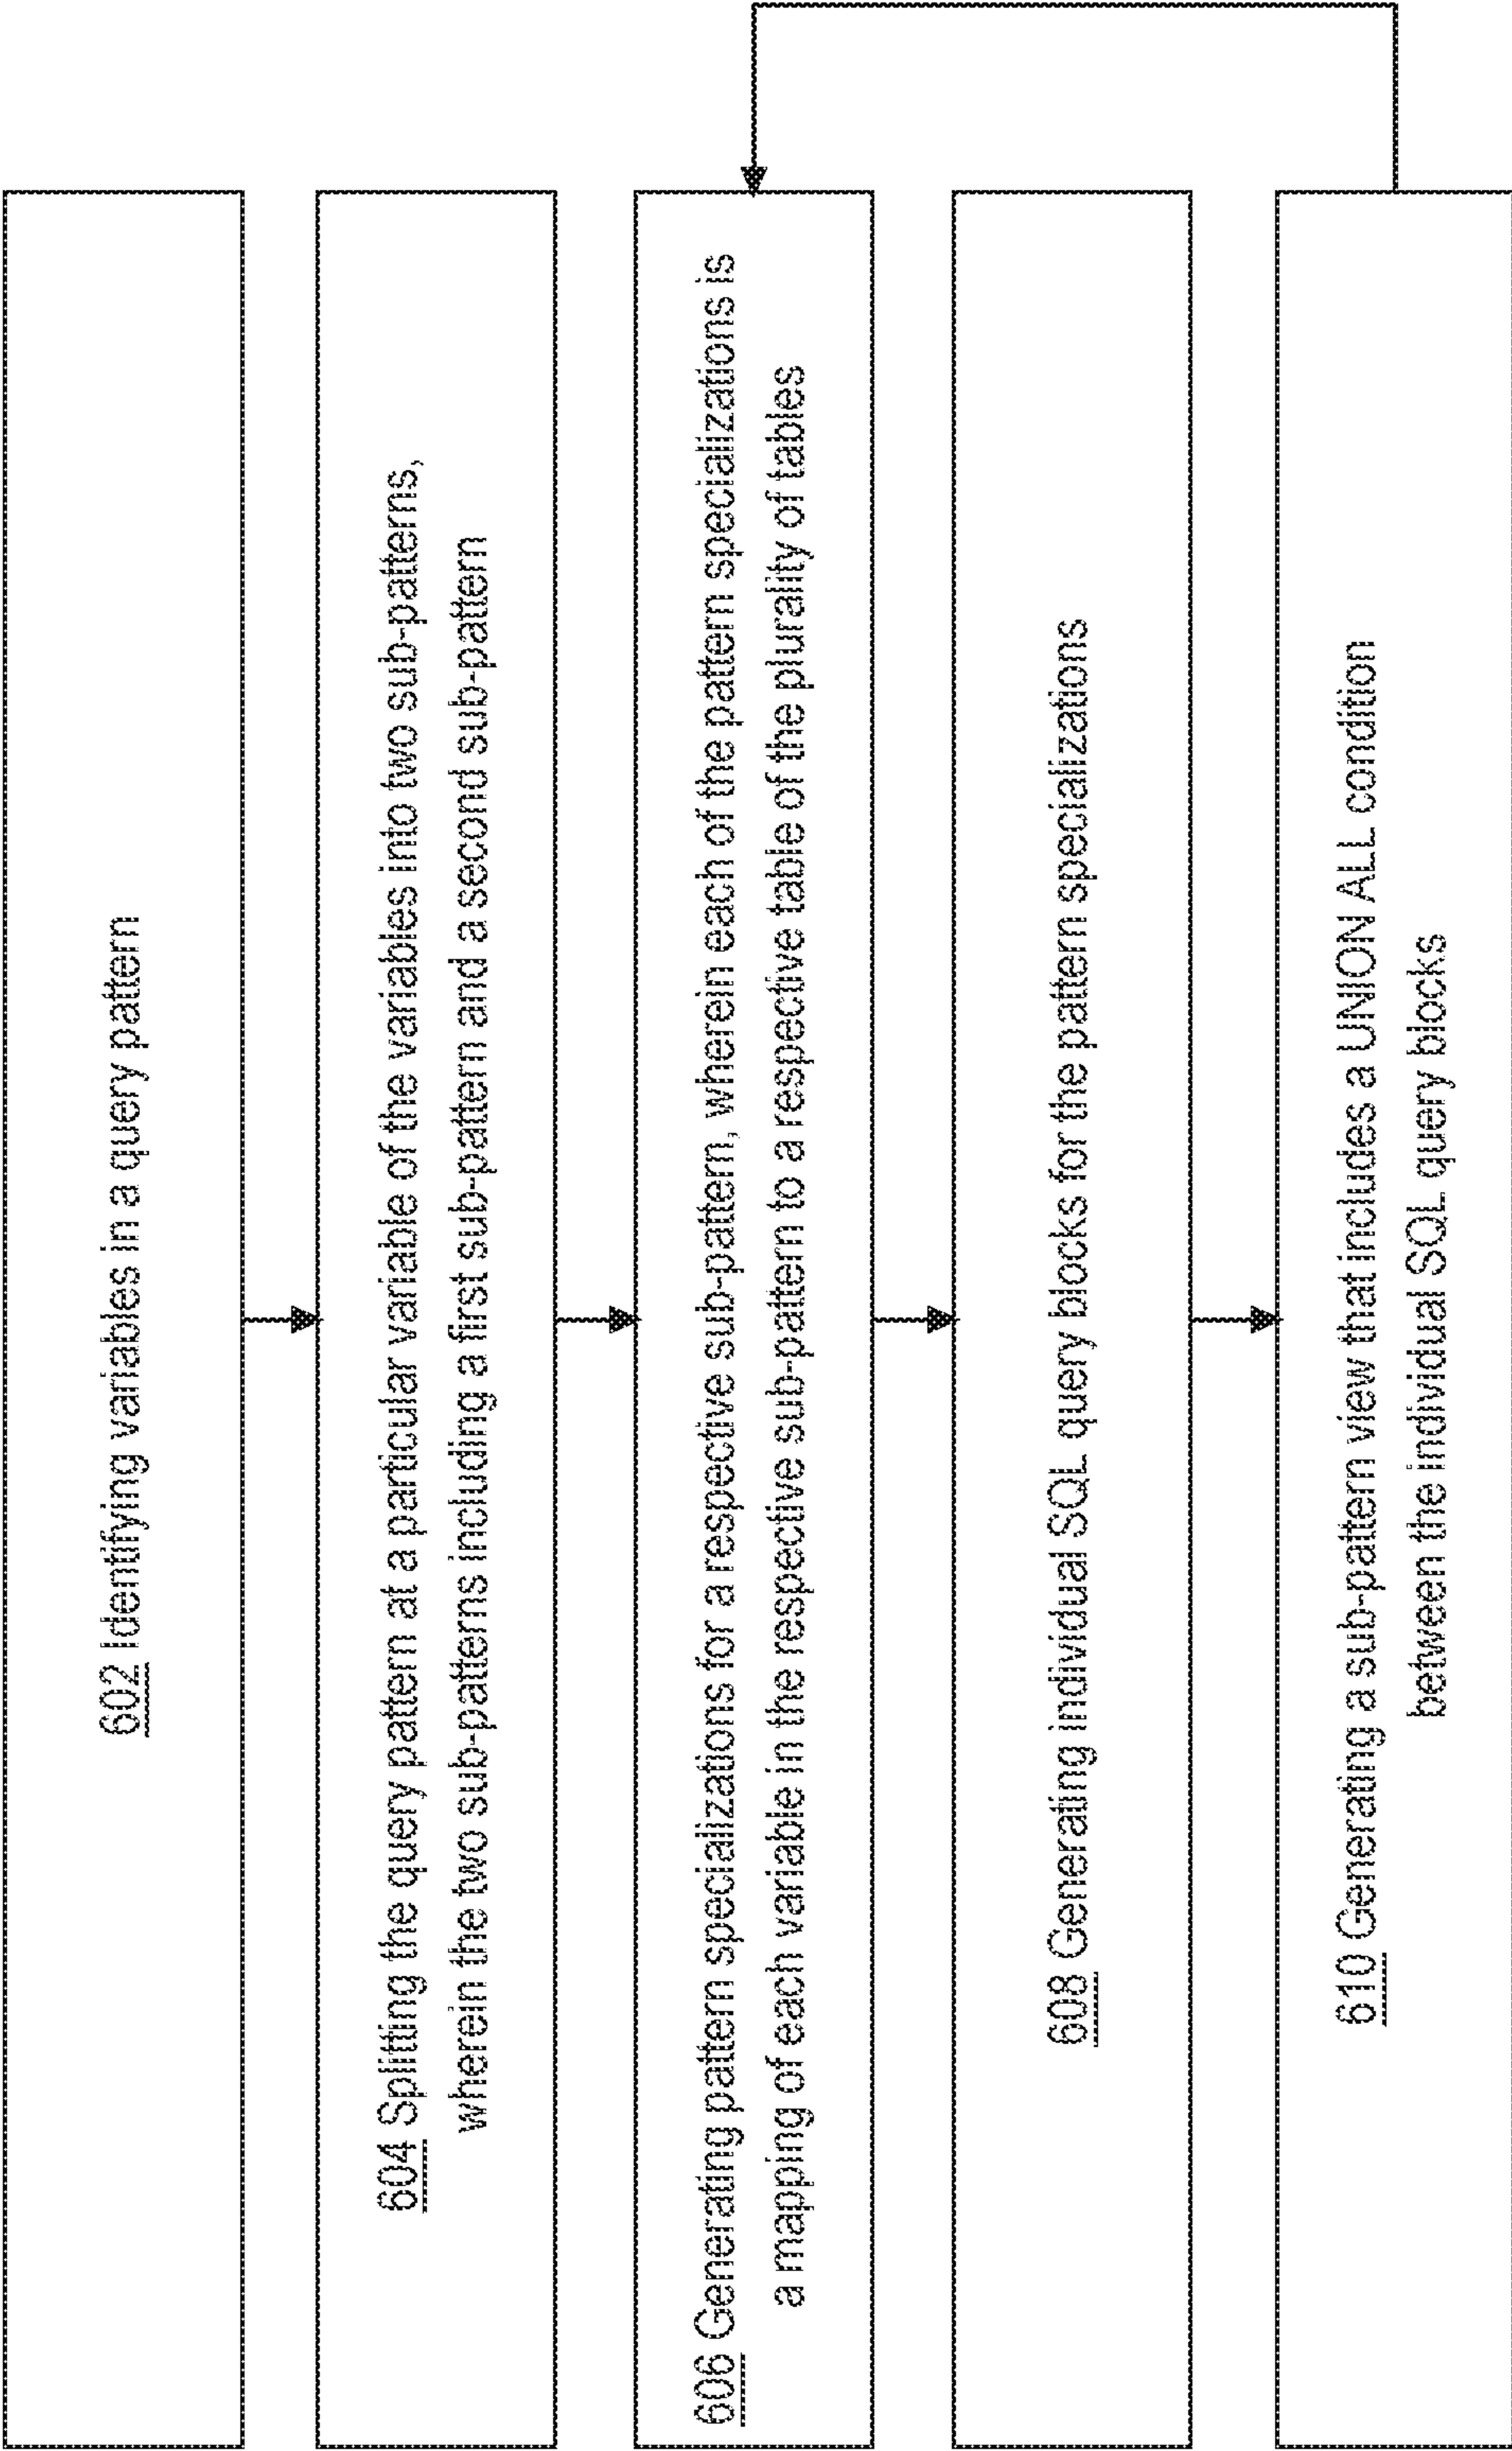 602 Identifying variables in a query pattern
604 Splitting the query pattern at a particular variable of the variables into two sub-patterns,
wherein the two sub-patterns including a first sub-pattern and a second sub-pattern
606 Generating pattern specializations for a respective sub-pattern, wherein each of the pattern specializations is
a mapping of each variable in the respective sub-pattern to a respective table of the plurality of tables
608 Generating individual SQL query blocks for the pattern specializations
610 Generating a sub-pattern view that includes a UNION ALL condition
between the individual SQL query blocks